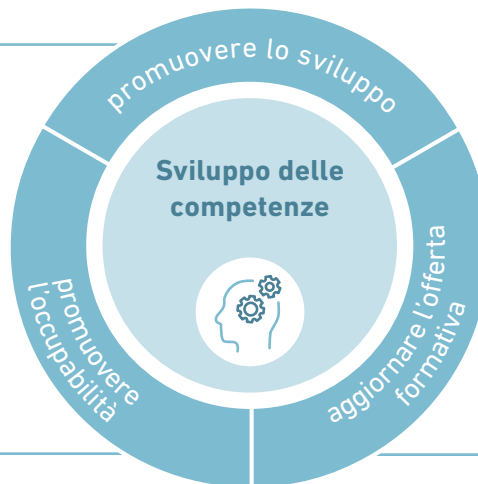 promuovere lo sviluppo
Sviluppo delle
competenze
promuovere
l'occupabilità
aggiornare l'offerta
formativa